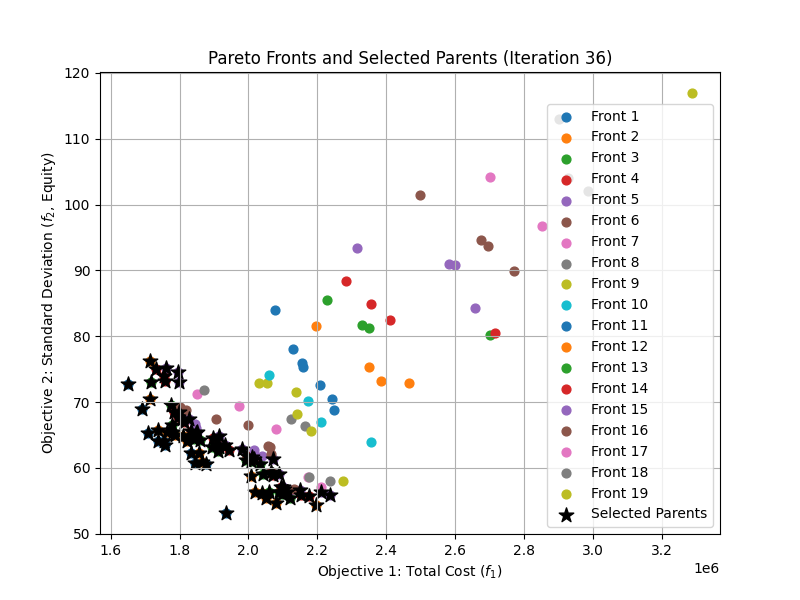 Pareto Fronts and Selected Parents (Iteration 36)
120
110
100
90
80
70
60
50
Objective 2: Standard Deviation (f₂, Equity)
Front 1
Front 2
Front 3
Front 4
Front 5
Front 6
Front 7
Front 8
Front 9
Front 10
Front 11
Front 12
Front 13
Front 14
Front 15
Front 16
Front 17
Front 18
Front 19
Selected Parents
1.6 1.8 2.0 2.2 2.4 2.6 2.8 3.0 3.2
1e6
Objective 1: Total Cost (f₁)